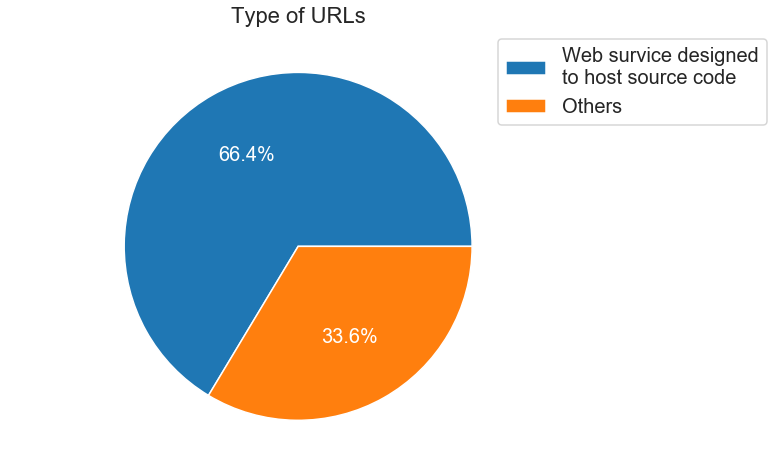 Type of URLs
Web survice designed
to host source code
Others
66.4%
33.6%